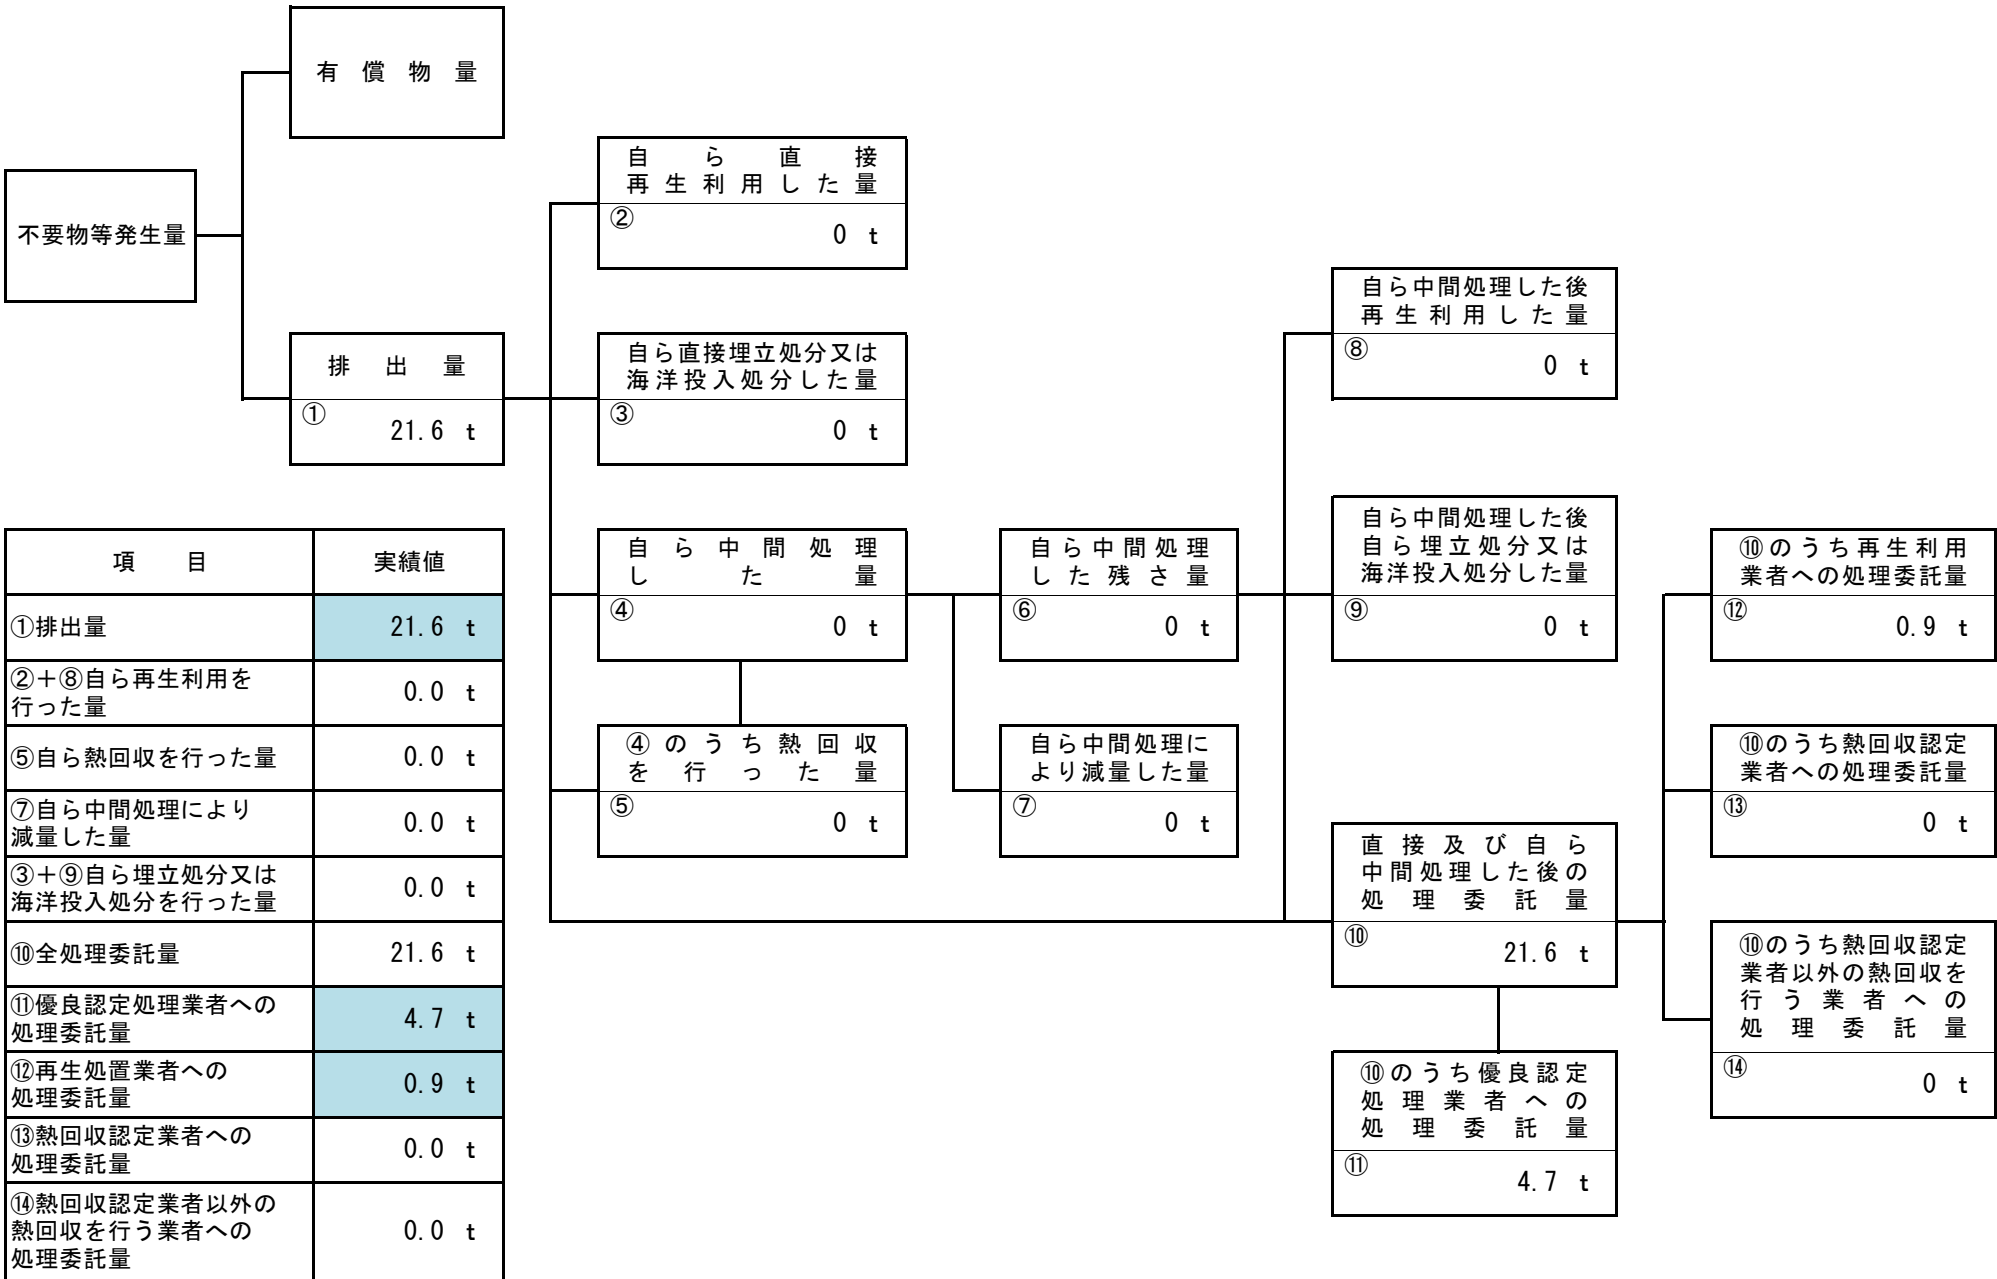 有償物量
不要物等発生量
排出量
①
21.6 t
自ら直接
再生利用した量
②
0 t
自ら直接埋立処分又は
海洋投入処分した量
③
0 t
自ら中間処理
した量
④
0 t
④のうち熱回収
を行った量
⑤
0 t
自ら中間処理
した残さ量
⑥
0 t
自ら中間処理に
より減量した量
⑦
0 t
自ら中間処理した後
再生利用した量
⑧
0 t
自ら中間処理した後
自ら埋立処分又は
海洋投入処分した量
⑨
0 t
直接及び自ら
中間処理した後の
処理委託量
⑩
21.6 t
⑩のうち優良認定
処理業者への
処理委託量
⑪
4.7 t
⑩のうち再生利用
業者への処理委託量
⑫
0.9 t
⑩のうち熱回収認定
業者への処理委託量
⑬
0 t
⑩のうち熱回収認定
業者以外の熱回収を
行う業者への
処理委託量
⑭
0 t
項目 実績値
①排出量 21.6 t
②＋⑧自ら再生利用を
行った量 0.0 t
⑤自ら熱回収を行った量 0.0 t
⑦自ら中間処理により
減量した量 0.0 t
③＋⑨自ら埋立処分又は
海洋投入処分を行った量 0.0 t
⑩全処理委託量 21.6 t
⑪優良認定処理業者への
処理委託量 4.7 t
⑫再生処置業者への
処理委託量 0.9 t
⑬熱回収認定業者への
処理委託量 0.0 t
⑭熱回収認定業者以外の
熱回収を行う業者への
処理委託量 0.0 t